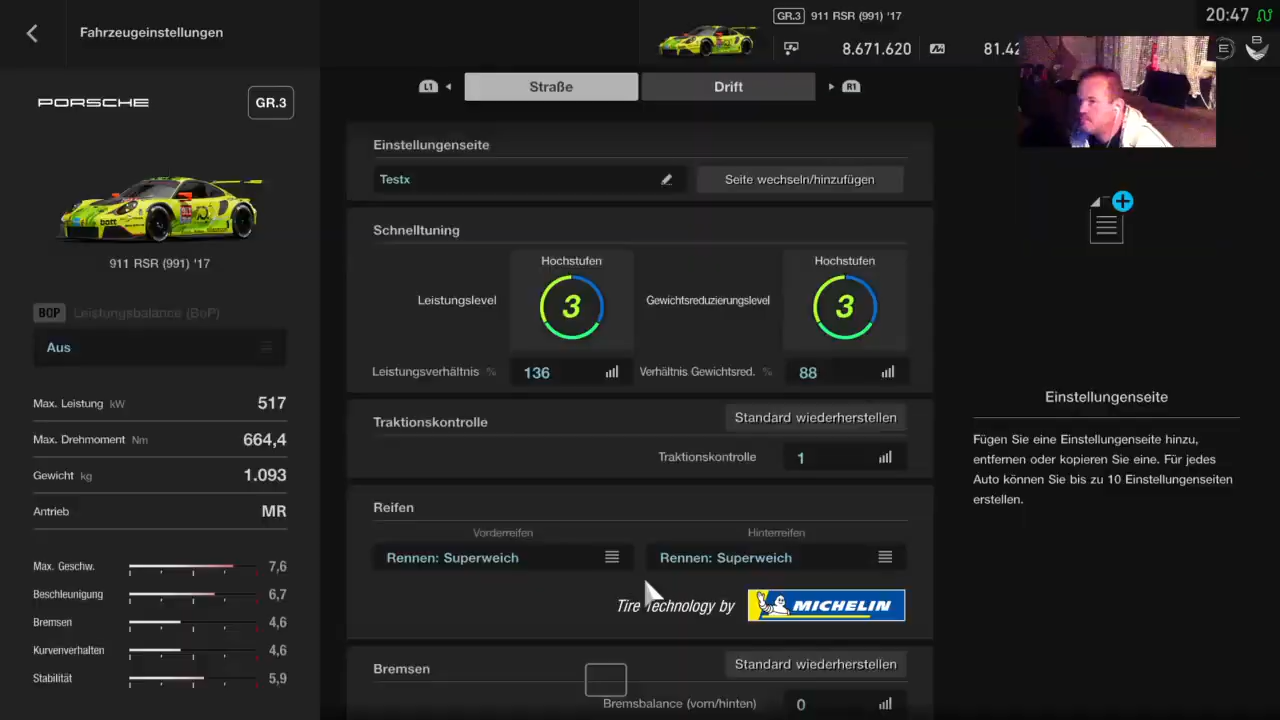 20:47
Fahrzeugeinstellungen
GR.3 911 RSR (991) '17
8.671.620
81.42
L1 Straße Drift R1
PORSCHE GR.3
911 RSR (991) '17
BOP Leistungsbalance (BoP)
Aus
Max. Leistung kW 517
Max. Drehmoment Nm 664,4
Gewicht kg 1.093
Antrieb MR
Max. Geschw. 7,6
Beschleunigung 6,7
Bremsen 4,6
Kurvenverhalten 4,6
Stabilität 5,9
Einstellungenseite
Testx Seite wechseln/hinzufügen
Schnelltuning
Hochstufen Hochstufen
Leistungslevel 3 Gewichtsreduzierungslevel 3
Leistungsverhältnis % 136 Verhältnis Gewichtsred. % 88
Traktionskontrolle Standard wiederherstellen
Traktionskontrolle 1
Reifen
Vorderreifen Hinterreifen
Rennen: Superweich Rennen: Superweich
Tire Technology by MICHELIN
Bremsen Standard wiederherstellen
Bremsbalance (vorn/hinten) 0
Einstellungenseite
Fügen Sie eine Einstellungenseite hinzu,
entfernen oder kopieren Sie eine. Für jedes
Auto können Sie bis zu 10 Einstellungenseiten
erstellen.